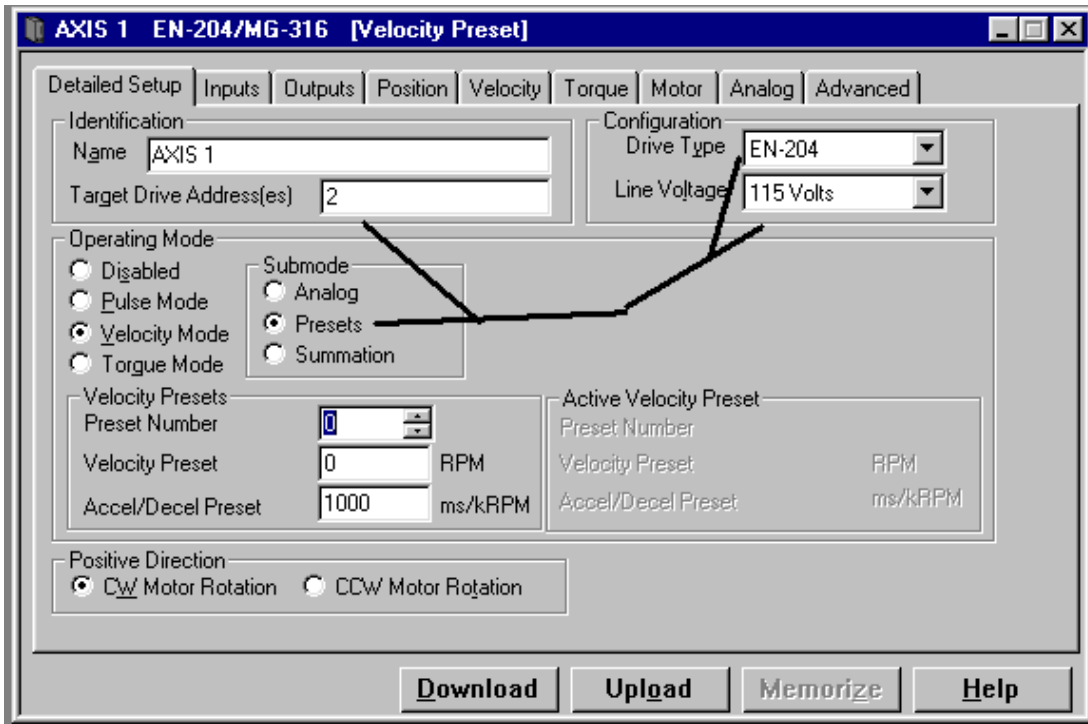 AXIS 1 EN-204/MG-316 [Velocity Preset]
Detailed Setup Inputs Outputs Position Velocity Torque Motor Analog Advanced
Identification
Name AXIS 1
Target Drive Address(es) 2
Configuration
Drive Type EN-204
Line Voltage 115 Volts
Operating Mode
Disabled
Pulse Mode
Velocity Mode
Torgue Mode
Submode
Analog
Presets
Summation
Velocity Presets
Preset Number 0
Velocity Preset 0 RPM
Accel/Decel Preset 1000 ms/kRPM
Active Velocity Preset
Preset Number
Velocity Preset RPM
Accel/Decel Preset ms/kRPM
Positive Direction
CW Motor Rotation CCW Motor Rotation
Download Upload Memorize Help